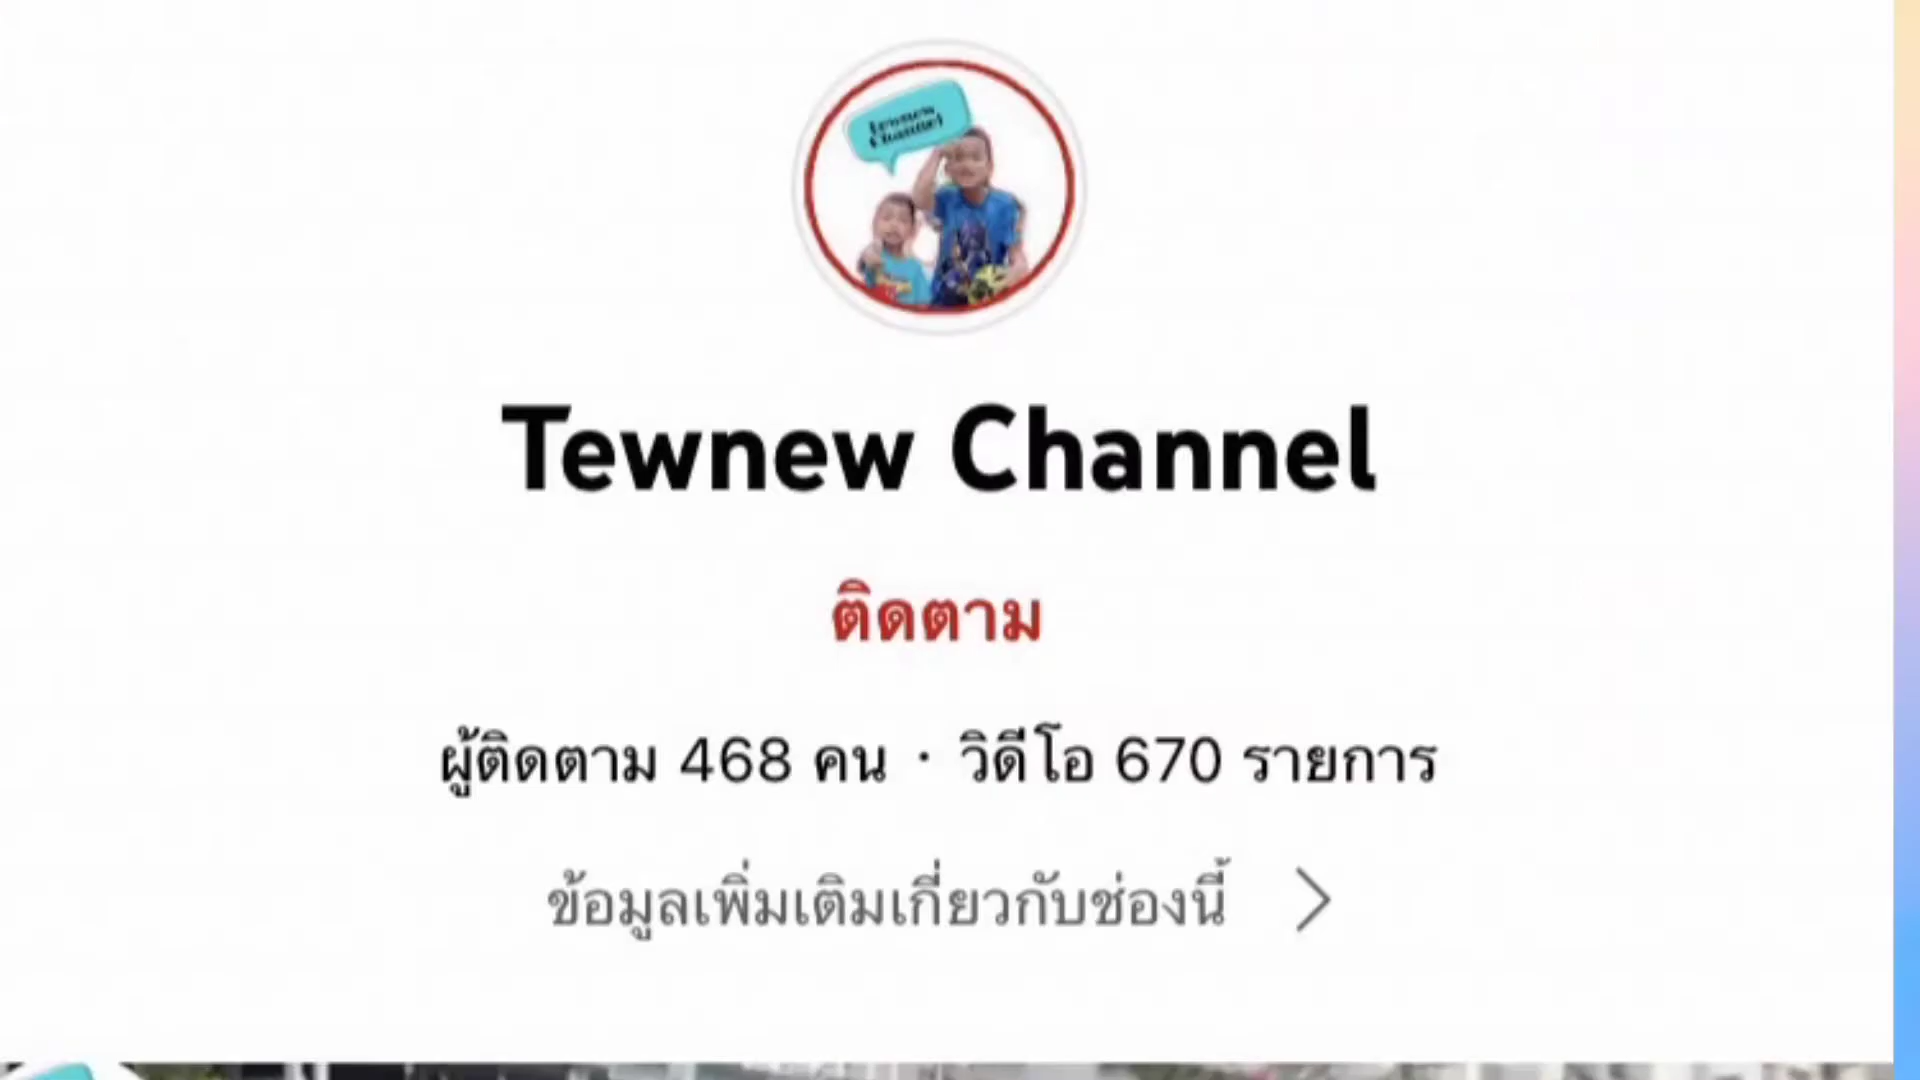 Tewnew
Channel
Tewnew Channel
ติดตาม
ผู้ติดตาม 468 คน · วิดีโอ 670 รายการ
ข้อมูลเพิ่มเติมเกี่ยวกับช่องนี้